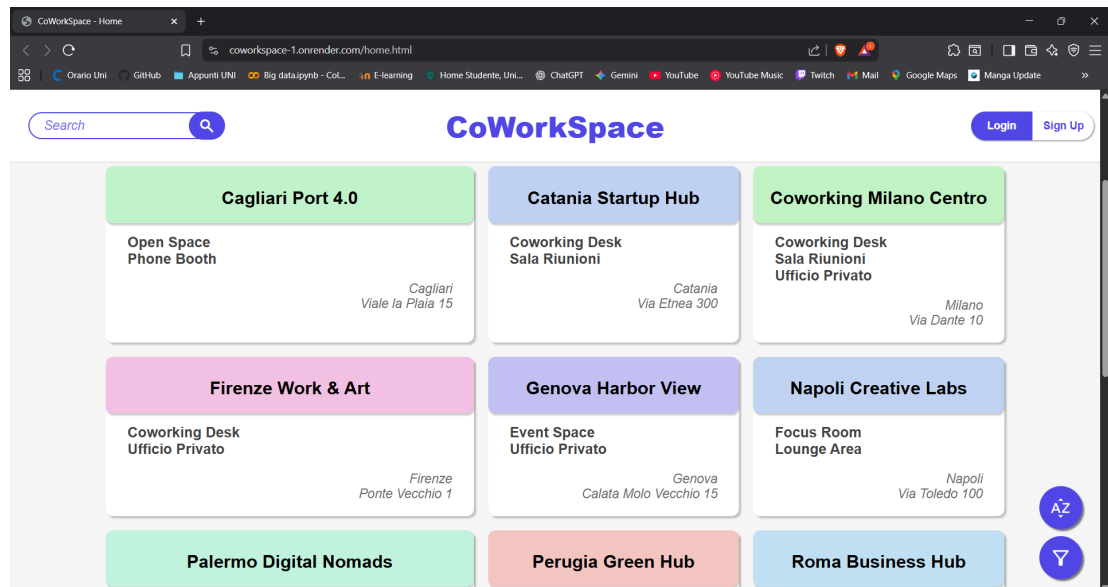 CoWorkSpace - Home
coworkspace-1.onrender.com/home.html
Orario Uni
GitHub
Appunti UNI
Big data.ipynb - Col...
E-learning
Home Studente, Uni...
ChatGPT
Gemini
YouTube
YouTube Music
Twitch
Mail
Google Maps
Manga Update
»
Search
CoWorkSpace
Login
Sign Up
Cagliari Port 4.0
Open Space
Phone Booth
Cagliari
Viale la Plaia 15
Catania Startup Hub
Coworking Desk
Sala Riunioni
Catania
Via Etnea 300
Coworking Milano Centro
Coworking Desk
Sala Riunioni
Ufficio Privato
Milano
Via Dante 10
Firenze Work & Art
Coworking Desk
Ufficio Privato
Firenze
Ponte Vecchio 1
Genova Harbor View
Event Space
Ufficio Privato
Genova
Calata Molo Vecchio 15
Napoli Creative Labs
Focus Room
Lounge Area
Napoli
Via Toledo 100
AZ
Palermo Digital Nomads
Perugia Green Hub
Roma Business Hub